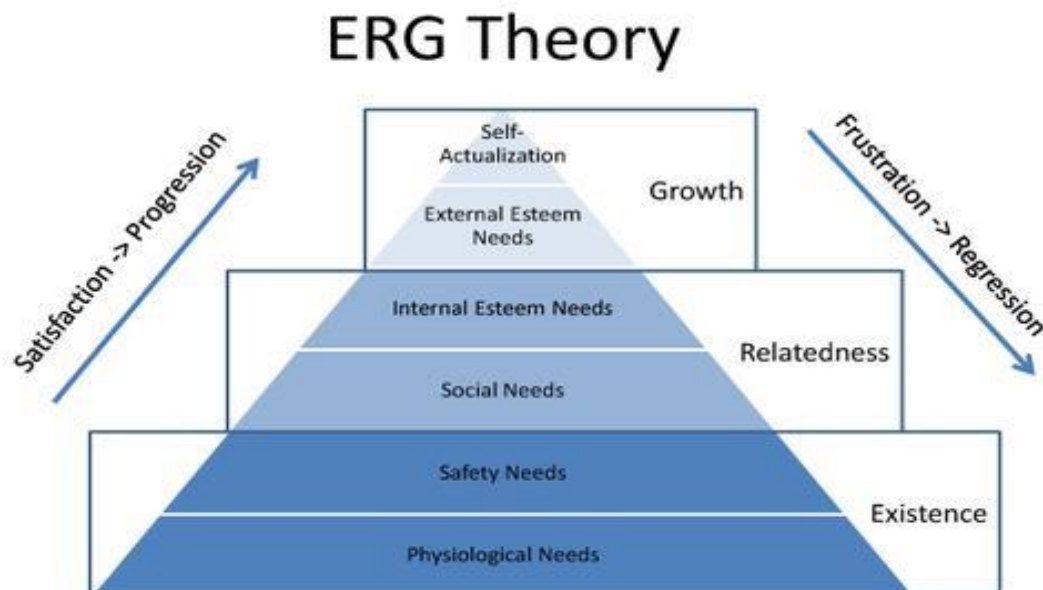 ERG Theory
Satisfaction -> Progression
Frustration -> Regression
Self-
Actualization
Growth
External Esteem
Needs
Internal Esteem Needs
Relatedness
Social Needs
Safety Needs
Existence
Physiological Needs